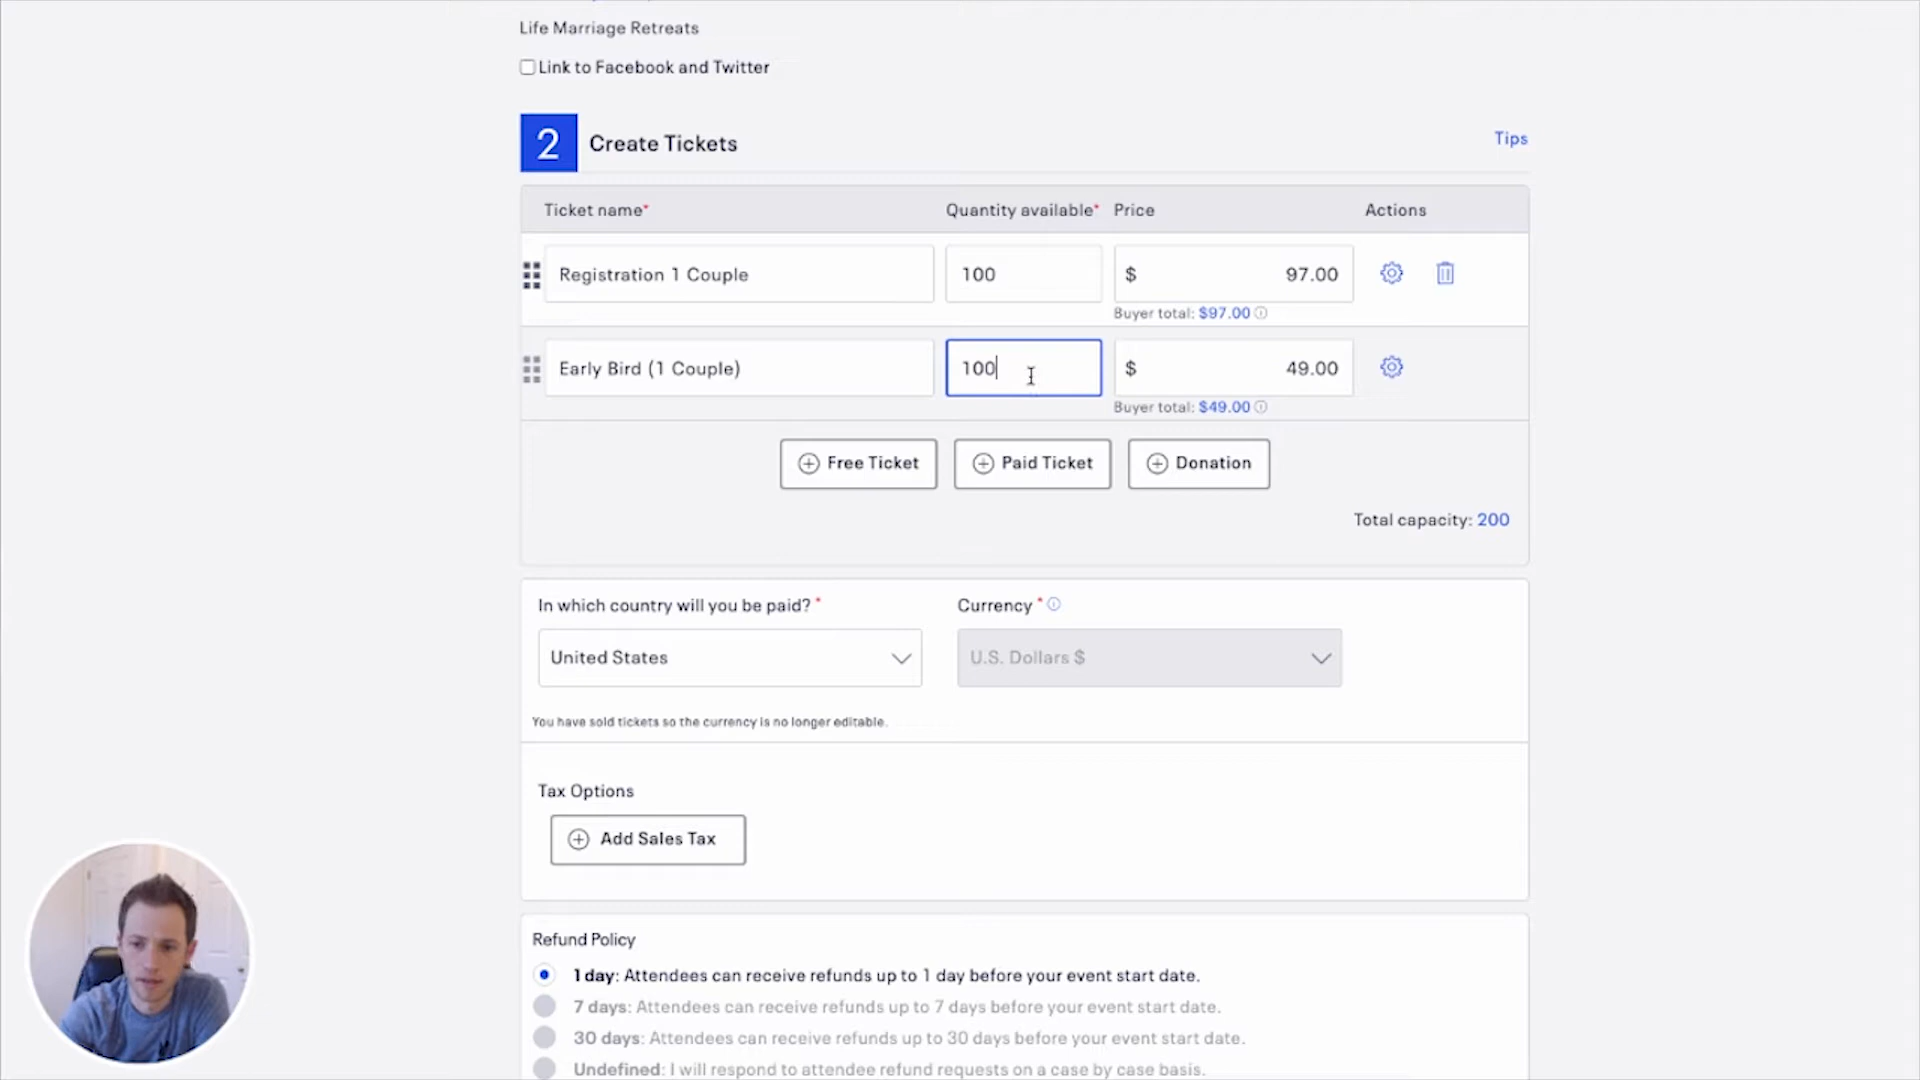 Life Marriage Retreats
Link to Facebook and Twitter
2 Create Tickets Tips
Ticket name* Quantity available* Price Actions
Registration 1 Couple 100 $ 97.00
Buyer total: $97.00
Early Bird (1 Couple) 100 $ 49.00
Buyer total: $49.00
Free Ticket Paid Ticket Donation
Total capacity: 200
In which country will you be paid? * Currency *
United States U.S. Dollars $
You have sold tickets so the currency is no longer editable.
Tax Options
Add Sales Tax
Refund Policy
1 day: Attendees can receive refunds up to 1 day before your event start date.
7 days: Attendees can receive refunds up to 7 days before your event start date.
30 days: Attendees can receive refunds up to 30 days before your event start date.
Undefined: I will respond to attendee refund requests on a case by case basis.